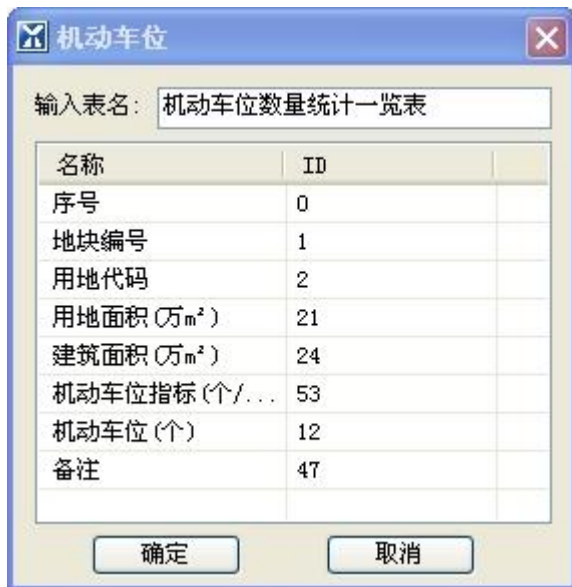 机动车位
输入表名: 机动车位数量统计一览表
名称 ID
序号 0
地块编号 1
用地代码 2
用地面积(万m²) 21
建筑面积(万m²) 24
机动车位指标(个/... 53
机动车位(个) 12
备注 47
确定 取消